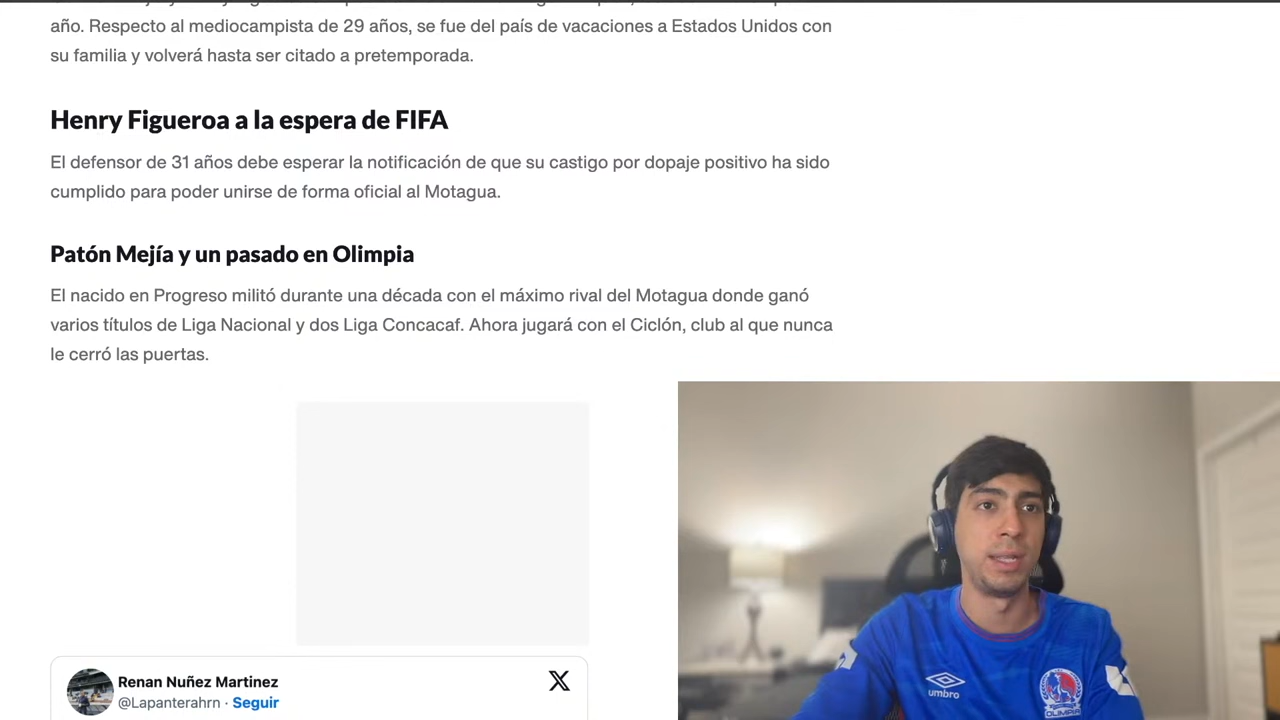 año. Respecto al mediocampista de 29 años, se fue del país de vacaciones a Estados Unidos con
su familia y volverá hasta ser citado a pretemporada.
Henry Figueroa a la espera de FIFA
El defensor de 31 años debe esperar la notificación de que su castigo por dopaje positivo ha sido
cumplido para poder unirse de forma oficial al Motagua.
Patón Mejía y un pasado en Olimpia
El nacido en Progreso militó durante una década con el máximo rival del Motagua donde ganó
varios títulos de Liga Nacional y dos Liga Concacaf. Ahora jugará con el Ciclón, club al que nunca
le cerró las puertas.
Renan Nuñez Martinez
@Lapanterahrn · Seguir
umbro
OLIMPIA